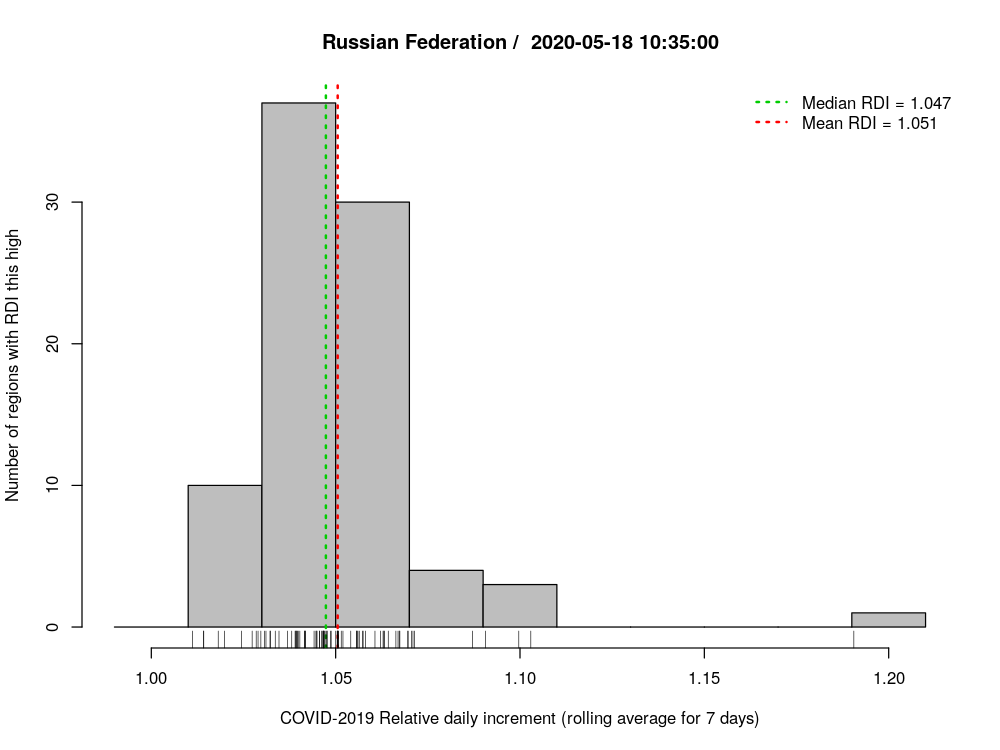 Russian Federation /  2020-05-18 10:35:00
Median RDI = 1.047
Mean RDI = 1.051
Number of regions with RDI this high
30
20
10
0
1.00 1.05 1.10 1.15 1.20
COVID-2019 Relative daily increment (rolling average for 7 days)